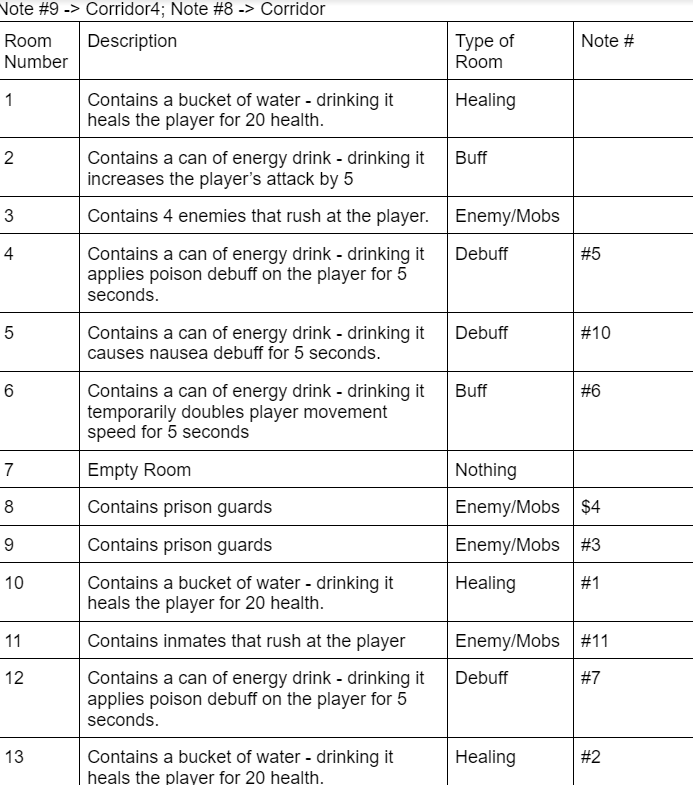 Note #9 -> Corridor4; Note #8 -> Corridor
Room Number Description Type of Room Note #
1 Contains a bucket of water - drinking it heals the player for 20 health. Healing
2 Contains a can of energy drink - drinking it increases the player’s attack by 5 Buff
3 Contains 4 enemies that rush at the player. Enemy/Mobs
4 Contains a can of energy drink - drinking it applies poison debuff on the player for 5 seconds. Debuff #5
5 Contains a can of energy drink - drinking it causes nausea debuff for 5 seconds. Debuff #10
6 Contains a can of energy drink - drinking it temporarily doubles player movement speed for 5 seconds Buff #6
7 Empty Room Nothing
8 Contains prison guards Enemy/Mobs $4
9 Contains prison guards Enemy/Mobs #3
10 Contains a bucket of water - drinking it heals the player for 20 health. Healing #1
11 Contains inmates that rush at the player Enemy/Mobs #11
12 Contains a can of energy drink - drinking it applies poison debuff on the player for 5 seconds. Debuff #7
13 Contains a bucket of water - drinking it heals the player for 20 health. Healing #2